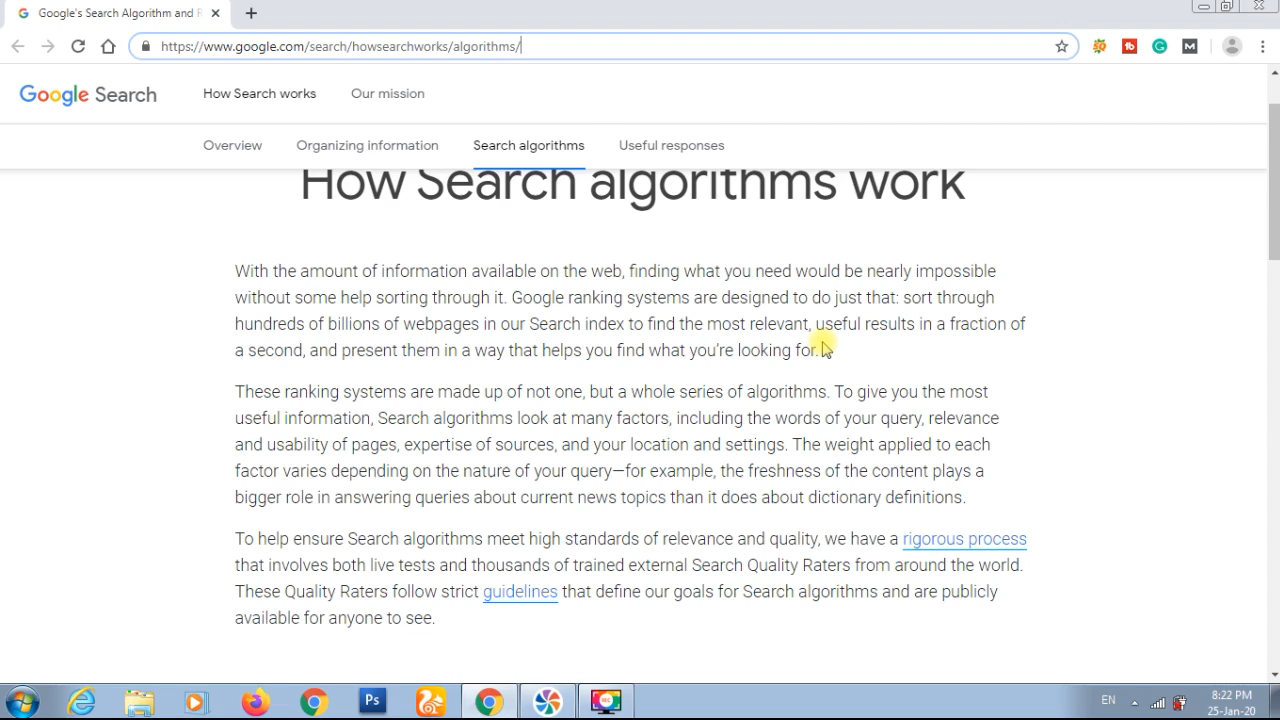 Google's Search Algorithm and
https://www.google.com/search/howsearchworks/algorithms/
Google Search
How Search works
Our mission
Overview
Organizing information
Search algorithms
Useful responses
How Search algorithms work
With the amount of information available on the web, finding what you need would be nearly impossible
without some help sorting through it. Google ranking systems are designed to do just that: sort through
hundreds of billions of webpages in our Search index to find the most relevant, useful results in a fraction of
a second, and present them in a way that helps you find what you're looking for.
These ranking systems are made up of not one, but a whole series of algorithms. To give you the most
useful information, Search algorithms look at many factors, including the words of your query, relevance
and usability of pages, expertise of sources, and your location and settings. The weight applied to each
factor varies depending on the nature of your query—for example, the freshness of the content plays a
bigger role in answering queries about current news topics than it does about dictionary definitions.
To help ensure Search algorithms meet high standards of relevance and quality, we have a rigorous process
that involves both live tests and thousands of trained external Search Quality Raters from around the world.
These Quality Raters follow strict guidelines that define our goals for Search algorithms and are publicly
available for anyone to see.
Ps
EN
8:22 PM
25-Jan-20